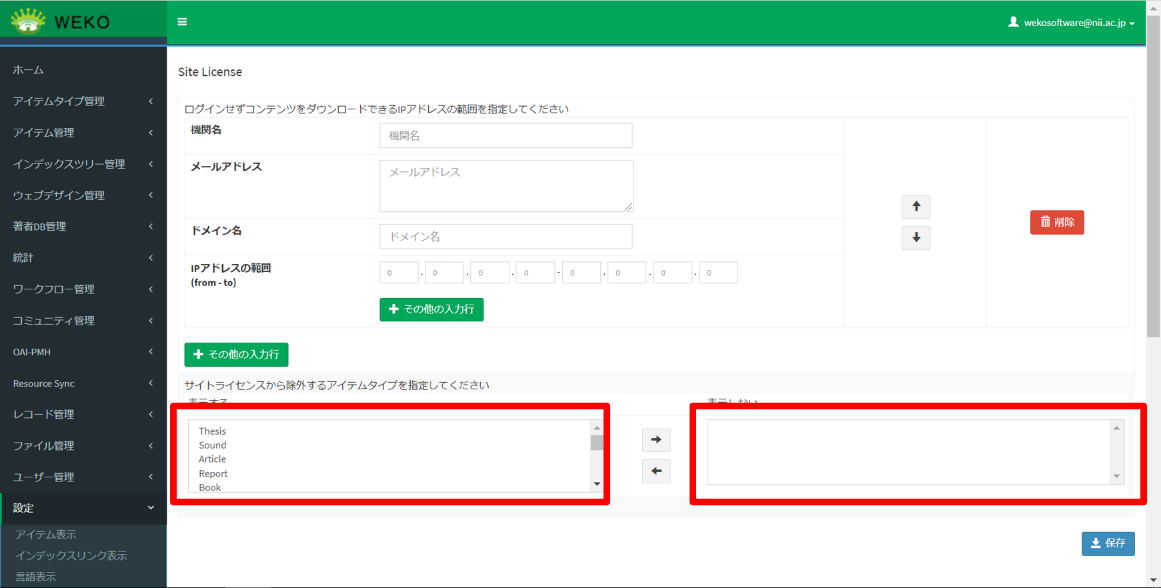 WEKO
wekosoftware@nii.ac.jp
ホーム
アイテムタイプ管理
アイテム管理
インデックスツリー管理
ウェブデザイン管理
著者DB管理
統計
ワークフロー管理
コミュニティ管理
OAI-PMH
Resource Sync
レコード管理
ファイル管理
ユーザー管理
設定
アイテム表示
インデックスリンク表示
言語表示
Site License
ログインせずコンテンツをダウンロードできるIPアドレスの範囲を指定してください
機関名
機関名
メールアドレス
メールアドレス
ドメイン名
ドメイン名
IPアドレスの範囲
(from - to)
0 . 0 . 0 . 0 - 0 . 0 . 0 . 0
その他の入力行
削除
その他の入力行
サイトライセンスから除外するアイテムタイプを指定してください
表示する
表示しない
Thesis
Sound
Article
Report
Book
保存